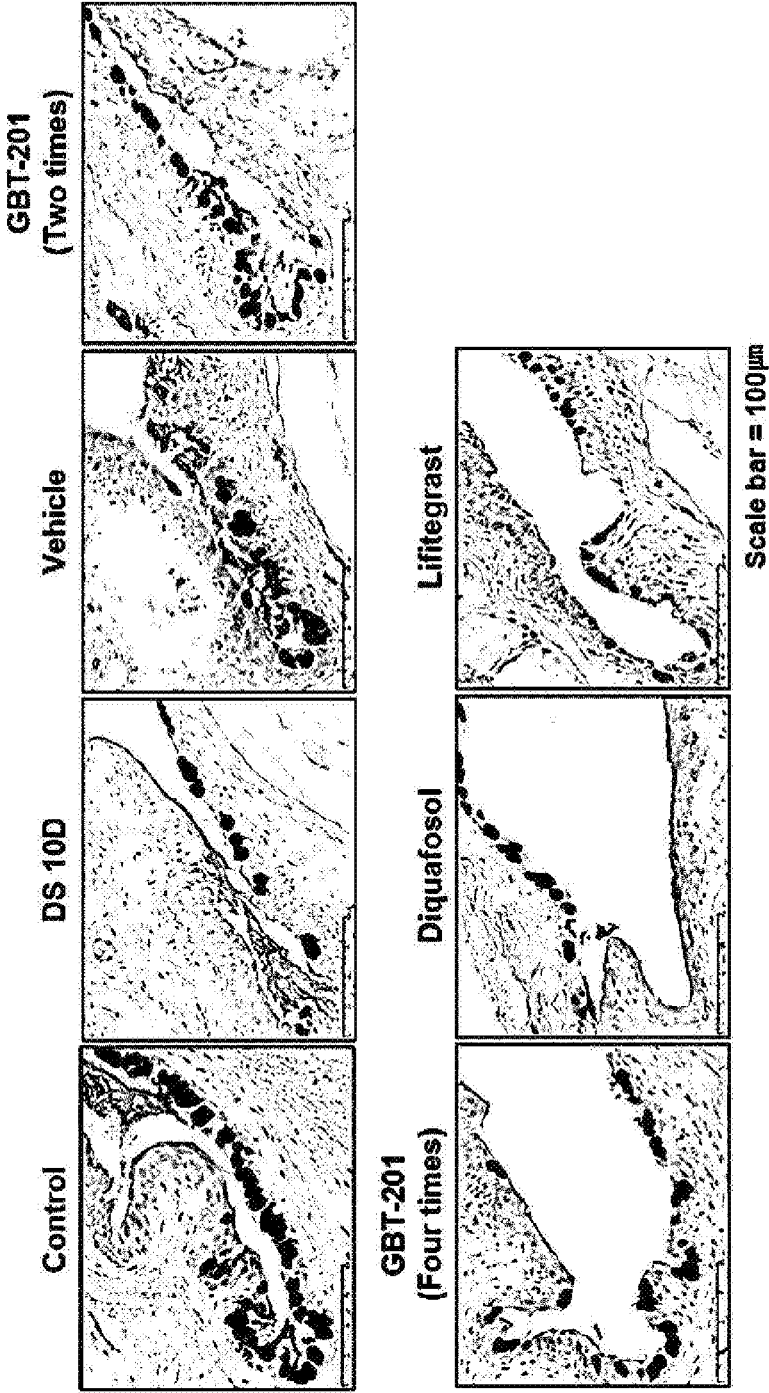 Control
DS 10D
Vehicle
GBT-201
(Two times)
GBT-201
(Four times)
Diquafosol
Lifitegrast
Scale bar = 100µm